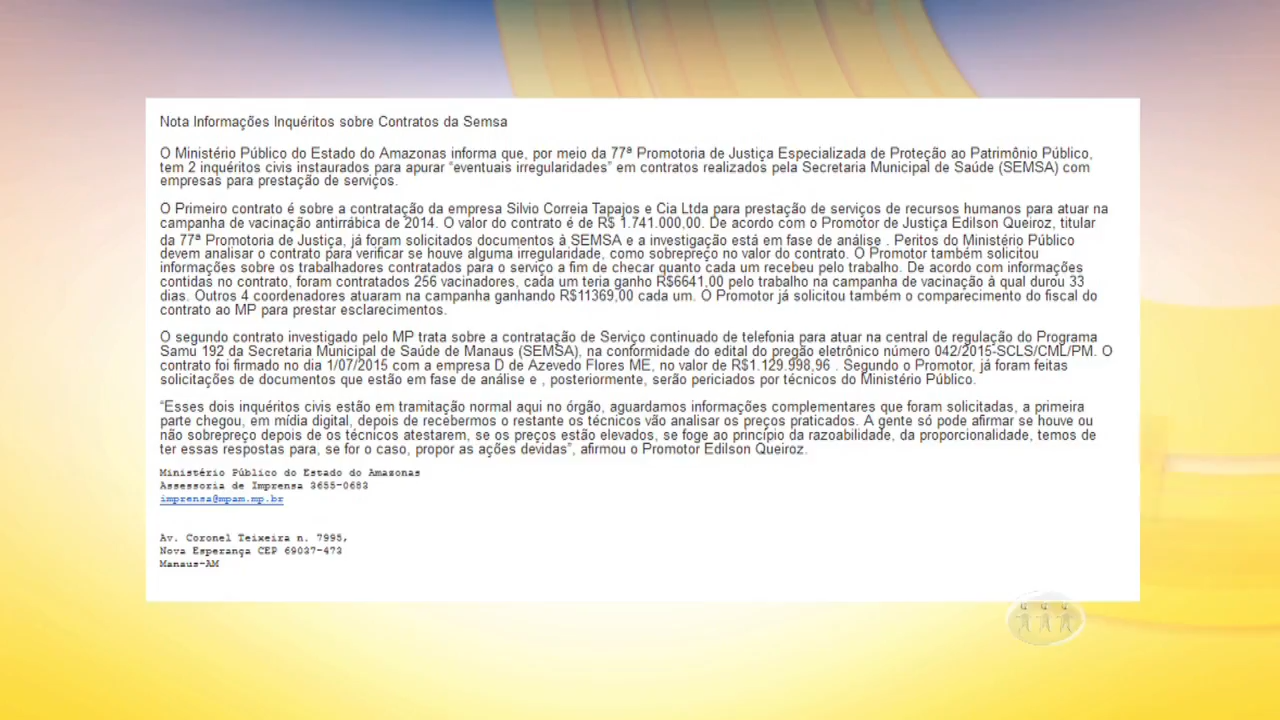 Nota Informações Inquéritos sobre Contratos da Semsa
O Ministério Público do Estado do Amazonas informa que, por meio da 77ª Promotoria de Justiça Especializada de Proteção ao Patrimônio Público,
tem 2 inquéritos civis instaurados para apurar “eventuais irregularidades” em contratos realizados pela Secretaria Municipal de Saúde (SEMSA) com
empresas para prestação de serviços.
O Primeiro contrato é sobre a contratação da empresa Silvio Correia Tapajos e Cia Ltda para prestação de serviços de recursos humanos para atuar na
campanha de vacinação antirrábica de 2014. O valor do contrato é de R$ 1.741.000,00. De acordo com o Promotor de Justiça Edilson Queiroz, titular
da 77ª Promotoria de Justiça, já foram solicitados documentos à SEMSA e a investigação está em fase de análise . Peritos do Ministério Público
devem analisar o contrato para verificar se houve alguma irregularidade, como sobrepreço no valor do contrato. O Promotor também solicitou
informações sobre os trabalhadores contratados para o serviço a fim de checar quanto cada um recebeu pelo trabalho. De acordo com informações
contidas no contrato, foram contratados 256 vacinadores, cada um teria ganho R$6641,00 pelo trabalho na campanha de vacinação á qual durou 33
dias. Outros 4 coordenadores atuaram na campanha ganhando R$11369,00 cada um. O Promotor já solicitou também o comparecimento do fiscal do
contrato ao MP para prestar esclarecimentos.
O segundo contrato investigado pelo MP trata sobre a contratação de Serviço continuado de telefonia para atuar na central de regulação do Programa
Samu 192 da Secretaria Municipal de Saúde de Manaus (SEMSA), na conformidade do edital do pregão eletrônico número 042/2015-SCLS/CML/PM. O
contrato foi firmado no dia 1/07/2015 com a empresa D de Azevedo Flores ME, no valor de R$1.129.998,96 . Segundo o Promotor, já foram feitas
solicitações de documentos que estão em fase de análise e , posteriormente, serão periciados por técnicos do Ministério Público.
“Esses dois inquéritos civis estão em tramitação normal aqui no órgão, aguardamos informações complementares que foram solicitadas, a primeira
parte chegou, em mídia digital, depois de recebermos o restante os técnicos vão analisar os preços praticados. A gente só pode afirmar se houve ou
não sobrepreço depois de os técnicos atestarem, se os preços estão elevados, se foge ao princípio da razoabilidade, da proporcionalidade, temos de
ter essas respostas para, se for o caso, propor as ações devidas”, afirmou o Promotor Edilson Queiroz.
Ministério Público do Estado do Amazonas
Assessoria de Imprensa 3655-0683
imprensa@mpam.mp.br
Av. Coronel Teixeira n. 7995,
Nova Esperança CEP 69037-473
Manaus-AM